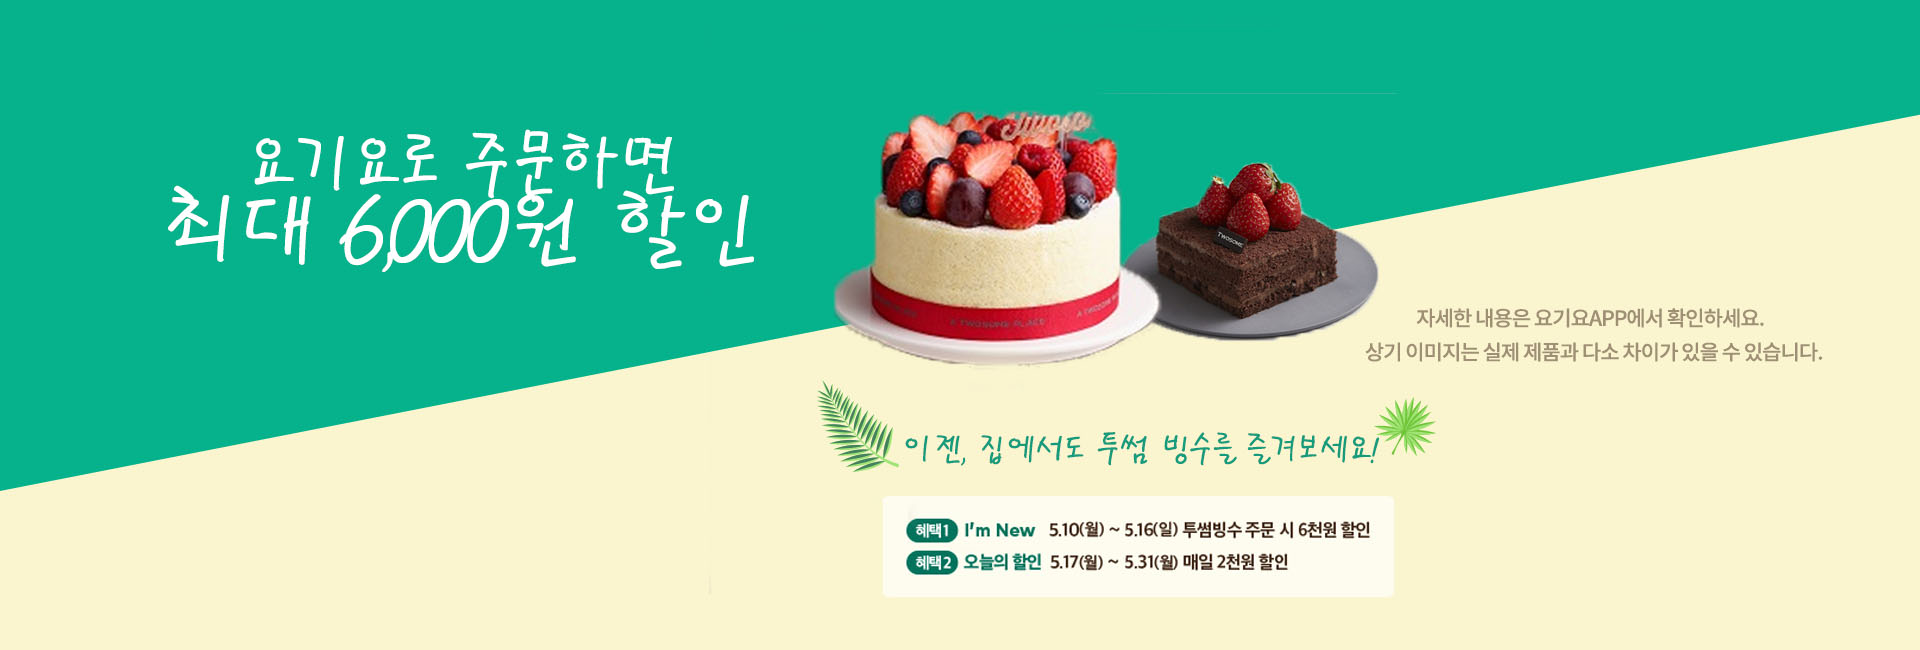 요기요로 주문하면
최대 6,000원 할인
Twosome
A TWOSOME PLACE
TWOSOME
자세한 내용은 요기요APP에서 확인하세요.
상기 이미지는 실제 제품과 다소 차이가 있을 수 있습니다.
이젠, 집에서도 투썸 빙수를 즐겨보세요!
혜택1 I'm New 5.10(월) ~ 5.16(일) 투썸빙수 주문 시 6천원 할인
혜택2 오늘의 할인 5.17(월) ~ 5.31(월) 매일 2천원 할인